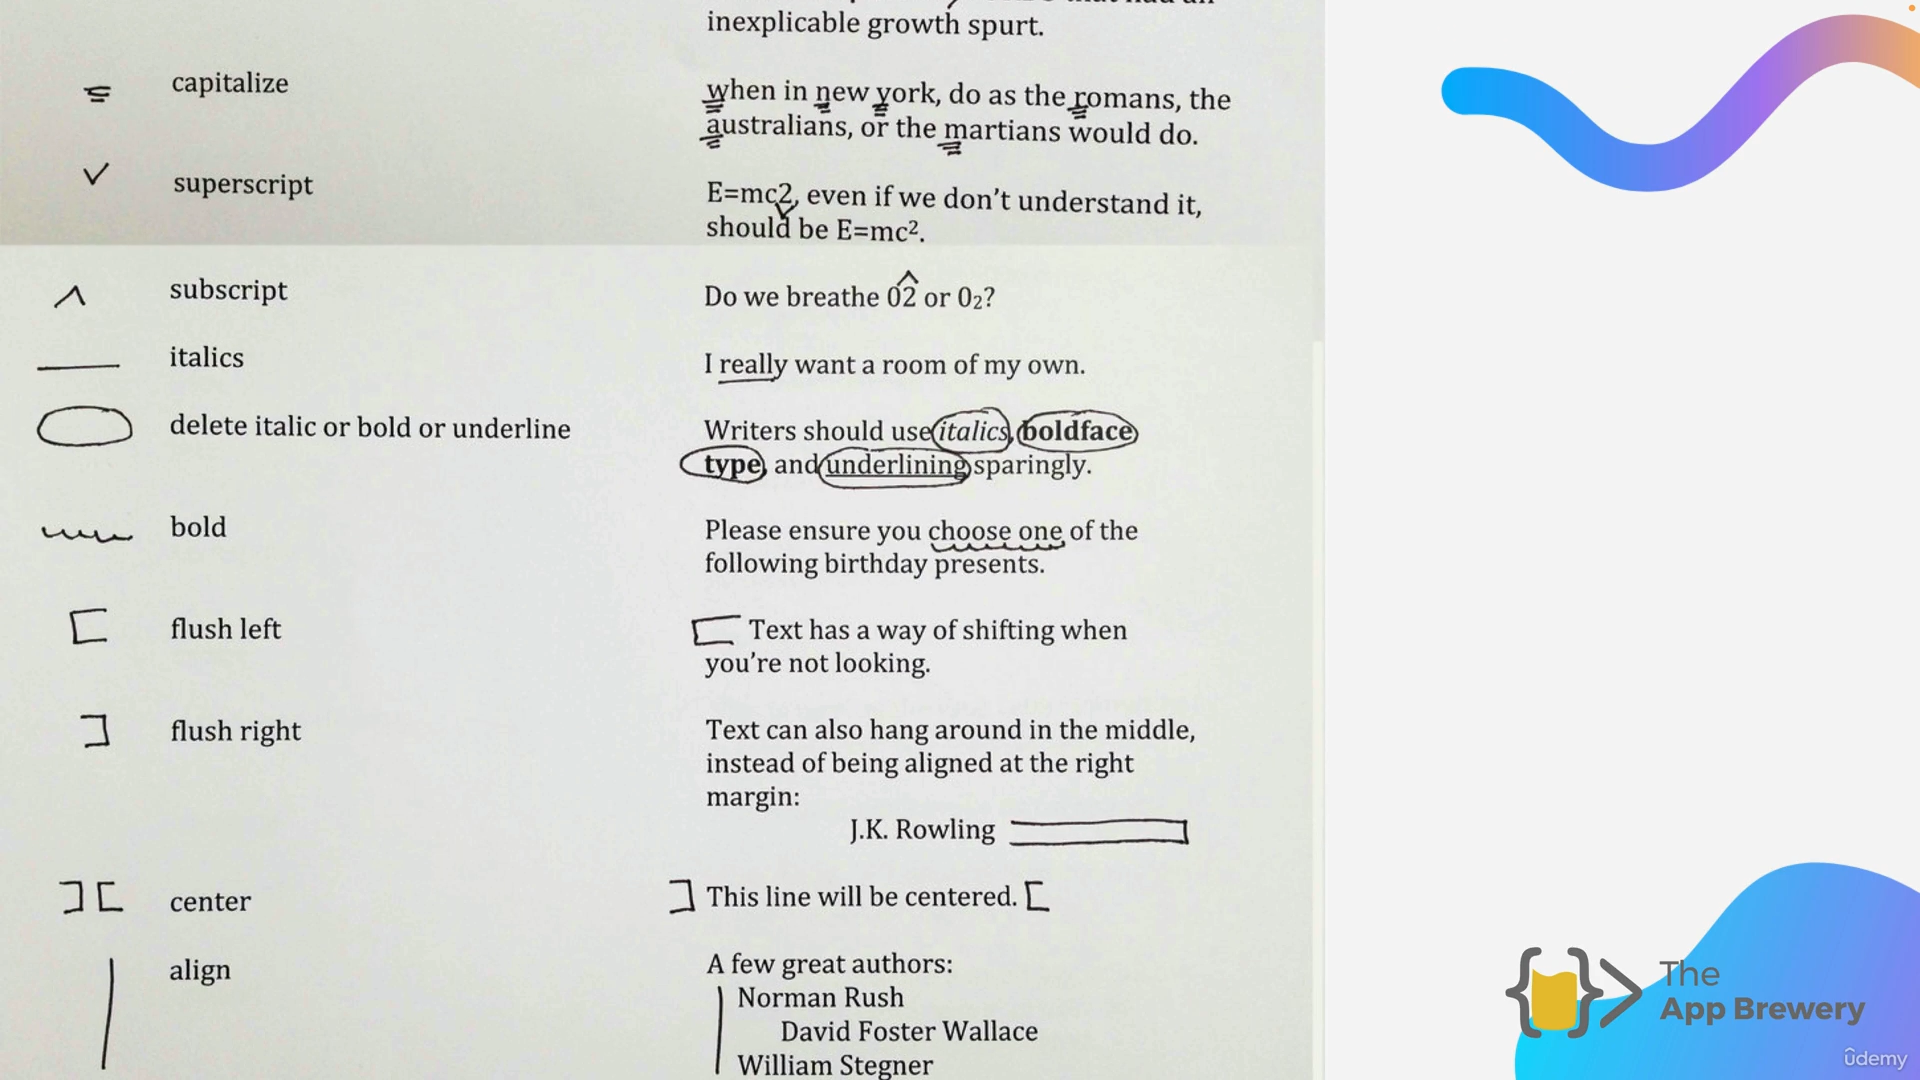 inexplicable growth spurt.
capitalize
when in new york, do as the romans, the
australians, or the martians would do.
superscript
E=mc2, even if we don't understand it,
should be E=mc².
subscript
Do we breathe 02 or 0₂?
italics
I really want a room of my own.
delete italic or bold or underline
Writers should use italics, boldface
type, and underlining sparingly.
bold
Please ensure you choose one of the
following birthday presents.
flush left
Text has a way of shifting when
you're not looking.
flush right
Text can also hang around in the middle,
instead of being aligned at the right
margin:
J.K. Rowling
center
This line will be centered.
align
A few great authors:
Norman Rush
David Foster Wallace
William Stegner
The
App Brewery
ûdemy